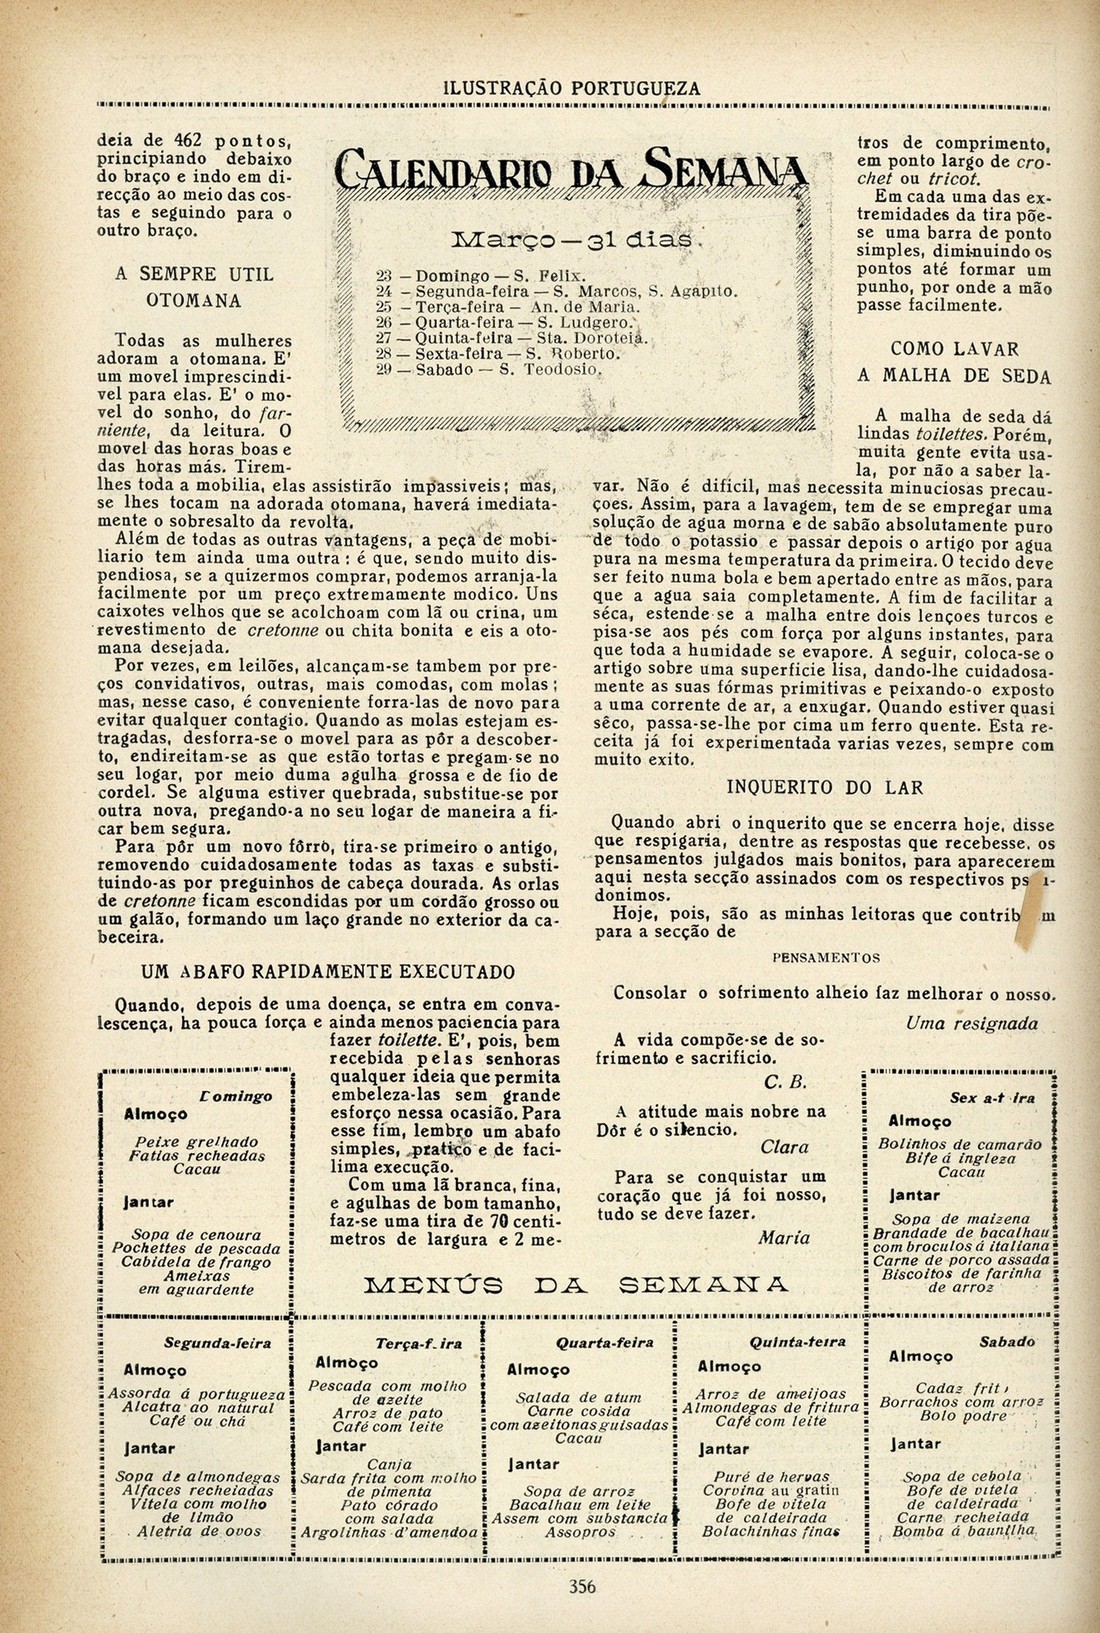 ILUSTRAÇÃO PORTUGUEZA
deia de 462 pontos,
principiando debaixo
do braço e indo em di-
recção ao meio das cos-
tas e seguindo para o
outro braço.
A SEMPRE UTIL
OTOMANA
Todas as mulheres
adoram a otomana. E'
um movel imprescindi-
vel para elas. E' o mo-
vel do sonho, do far-
niente, da leitura. O
movel das horas boas e
das horas más. Tirem-
lhes toda a mobilia, elas assistirão impassiveis; mas,
se lhes tocam na adorada otomana, haverá imediata-
mente o sobresalto da revolta.
Além de todas as outras vantagens, a peça de mobi-
liario tem ainda uma outra: é que, sendo muito dis-
pendiosa, se a quizermos comprar, podemos arranja-la
facilmente por um preço extremamente modico. Uns
caixotes velhos que se acolchoam com lã ou crina, um
revestimento de cretonne ou chita bonita e eis a oto-
mana desejada.
Por vezes, em leilões, alcançam-se tambem por pre-
ços convidativos, outras, mais comodas, com molas;
mas, nesse caso, é conveniente forra-las de novo para
evitar qualquer contagio. Quando as molas estejam es-
tragadas, desforra-se o movel para as pôr a descober-
to, endireitam-se as que estão tortas e pregam-se no
seu logar, por meio duma agulha grossa e de fio de
cordel. Se alguma estiver quebrada, substitue-se por
outra nova, pregando-a no seu logar de maneira a fi-
car bem segura.
Para pôr um novo fôrro, tira-se primeiro o antigo,
removendo cuidadosamente todas as taxas e substi-
tuindo-as por preguinhos de cabeça dourada. As orlas
de cretonne ficam escondidas por um cordão grosso ou
um galão, formando um laço grande no exterior da ca-
beceira.
UM ABAFO RAPIDAMENTE EXECUTADO
Quando, depois de uma doença, se entra em conva-
lescença, ha pouca força e ainda menos paciencia para
fazer toilette. E', pois, bem
recebida pelas senhoras
qualquer ideia que permita
embeleza-las sem grande
esforço nessa ocasião. Para
esse fim, lembro um abafo
simples, pratico e de faci-
lima execução.
Com uma lã branca, fina,
e agulhas de bom tamanho,
faz-se uma tira de 70 centi-
metros de largura e 2 me-
CALENDARIO DA SEMANA
Março — 31 dias.
23 — Domingo — S. Felix.
24 — Segunda-feira — S. Marcos, S. Agapito.
25 — Terça-feira — An. de Maria.
26 — Quarta-feira — S. Ludgero.
27 — Quinta-feira — Sta. Doroteia.
28 — Sexta-feira — S. Roberto.
29 — Sabado — S. Teodosio.
tros de comprimento,
em ponto largo de cro-
chet ou tricot.
Em cada uma das ex-
tremidades da tira põe-
se uma barra de ponto
simples, diminuindo os
pontos até formar um
punho, por onde a mão
passe facilmente.
COMO LAVAR
A MALHA DE SEDA
A malha de seda dá
lindas toilettes. Porém,
muita gente evita usa-
la, por não a saber la-
var. Não é dificil, mas necessita minuciosas precau-
çoes. Assim, para a lavagem, tem de se empregar uma
solução de agua morna e de sabão absolutamente puro
de todo o potassio e passar depois o artigo por agua
pura na mesma temperatura da primeira. O tecido deve
ser feito numa bola e bem apertado entre as mãos, para
que a agua saia completamente. A fim de facilitar a
séca, estende-se a malha entre dois lençoes turcos e
pisa-se aos pés com força por alguns instantes, para
que toda a humidade se evapore. A seguir, coloca-se o
artigo sobre uma superficie lisa, dando-lhe cuidadosa-
mente as suas fórmas primitivas e peixando-o exposto
a uma corrente de ar, a enxugar. Quando estiver quasi
sêco, passa-se-lhe por cima um ferro quente. Esta re-
ceita já foi experimentada varias vezes, sempre com
muito exito.
INQUERITO DO LAR
Quando abri o inquerito que se encerra hoje, disse
que respigaria, dentre as respostas que recebesse, os
pensamentos julgados mais bonitos, para aparecerem
aqui nesta secção assinados com os respectivos
donimos.
Hoje, pois, são as minhas leitoras que
para a secção de
PENSAMENTOS
Consolar o sofrimento alheio faz melhorar o nosso.
Uma resignada
A vida compõe-se de so-
frimento e sacrificio.
C. B.
A atitude mais nobre na
Dôr é o silencio.
Clara
Para se conquistar um
coração que já foi nosso,
tudo se deve fazer.
Maria
MENÚS DA SEMANA
Domingo
Almoço
Peixe grelhado
Fatias recheadas
Cacau
Jantar
Sopa de cenoura
Pochettes de pescada
Cabidela de frango
Ameixas
em aguardente
Segunda-feira
Almoço
Assorda á portugueza
Alcatra ao natural
Café ou chá
Jantar
Sopa de almondegas
Alfaces recheiadas
Vitela com molho
de limão
Aletria de ovos
Terça-f ira
Almoço
Pescada com molho
de azeite
Arroz de pato
Café com leite
Jantar
Canja
Sarda frita com molho
de pimenta
Pato córado
com salada
Argolinhas d'amendoa
Quarta-feira
Almoço
Salada de atum
Carne cosida
com azeitonas guisadas
Cacau
Jantar
Sopa de arroz
Bacalhau em leite
Assem com substancia
Assopros
Quinta-feira
Almoço
Arroz de ameijoas
Almondegas de fritura
Café com leite
Jantar
Puré de hervas
Corvina au gratin
Bofe de vitela
de caldeirada
Bolachinhas finas
Sex a-f ira
Almoço
Bolinhos de camarão
Bife á ingleza
Cacau
Jantar
Sopa de maizena
Brandade de bacalhau
com broculos á italiana
Carne de porco assada
Biscoitos de farinha
de arroz
Sabado
Almoço
Cadaz
Borrachos com arroz
Bolo podre
Jantar
Sopa de cebola
Bofe de vitela
de caldeirada
Carne recheiada
Bomba á baunilha
356